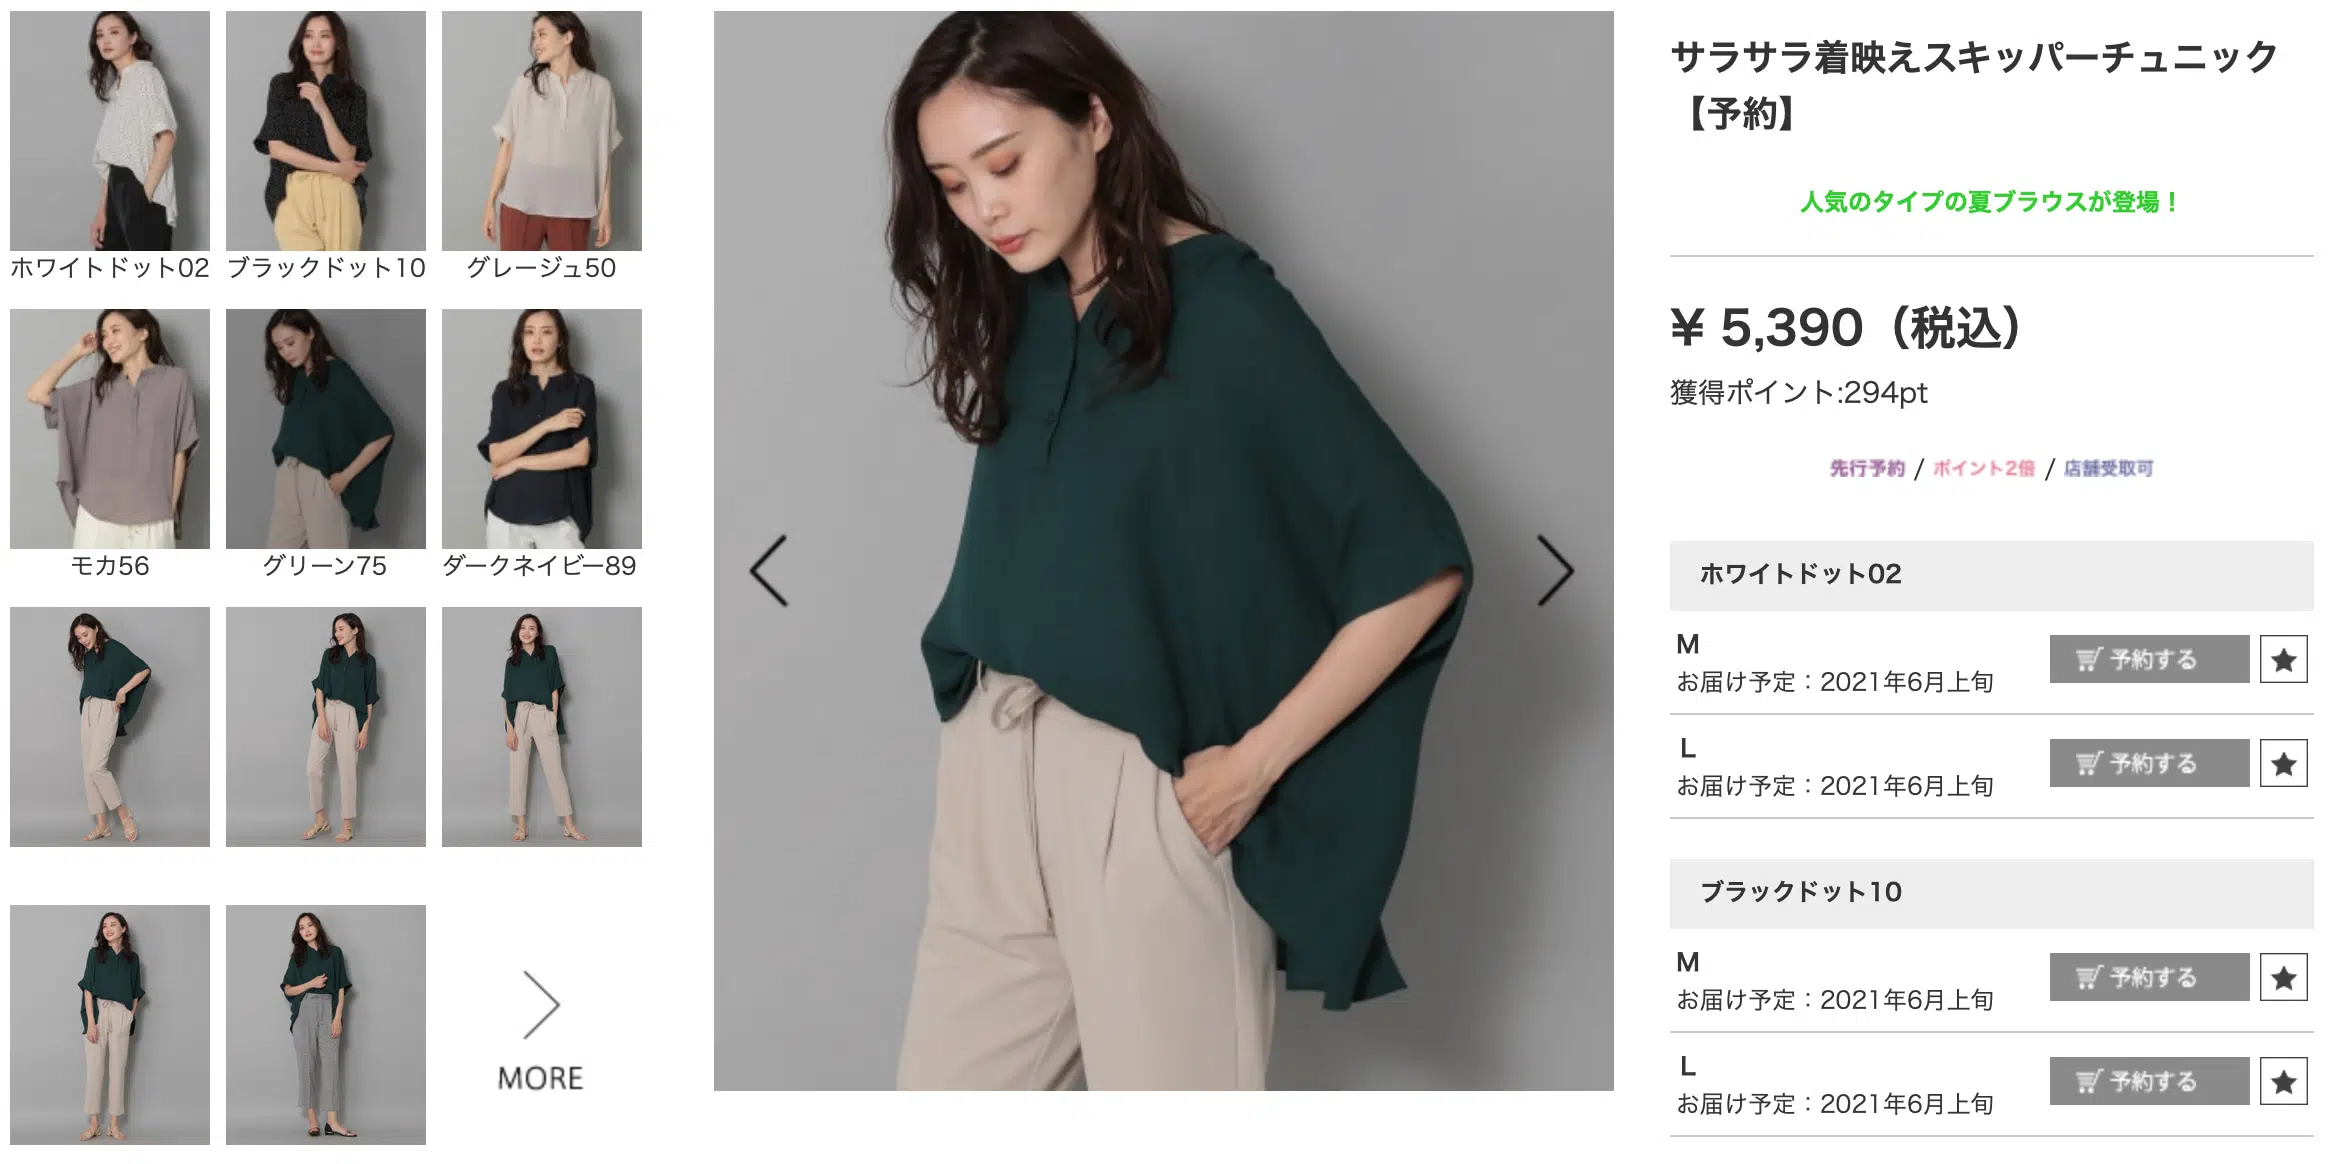 ホワイトドット02
ブラックドット10
グレージュ50
モカ56
グリーン75
ダークネイビー89
MORE
サラサラ着映えスキッパーチュニック
【予約】
人気のタイプの夏ブラウスが登場！
¥ 5,390（税込）
獲得ポイント:294pt
先行予約 / ポイント2倍 / 店舗受取可
ホワイトドット02
M
予約する
お届け予定：2021年6月上旬
L
予約する
お届け予定：2021年6月上旬
ブラックドット10
M
予約する
お届け予定：2021年6月上旬
L
予約する
お届け予定：2021年6月上旬